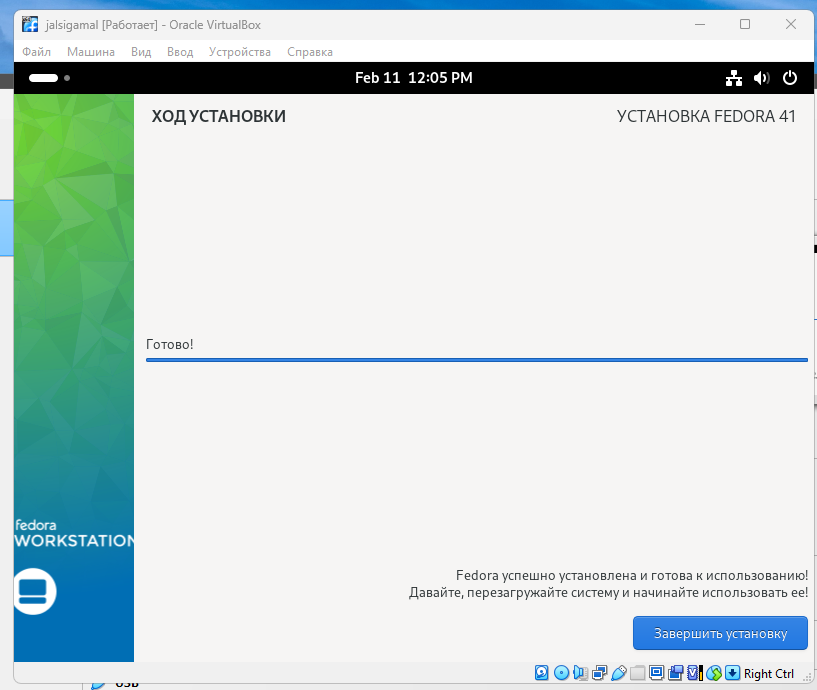 jalsigamal [Работает] - Oracle VirtualBox
Файл Машина Вид Ввод Устройства Справка
Feb 11 12:05 PM
ХОД УСТАНОВКИ
УСТАНОВКА FEDORA 41
Готово!
fedora
WORKSTATION
Fedora успешно установлена и готова к использованию!
Давайте, перезагружайте систему и начинайте использовать ее!
Завершить установку
Right Ctrl
USB